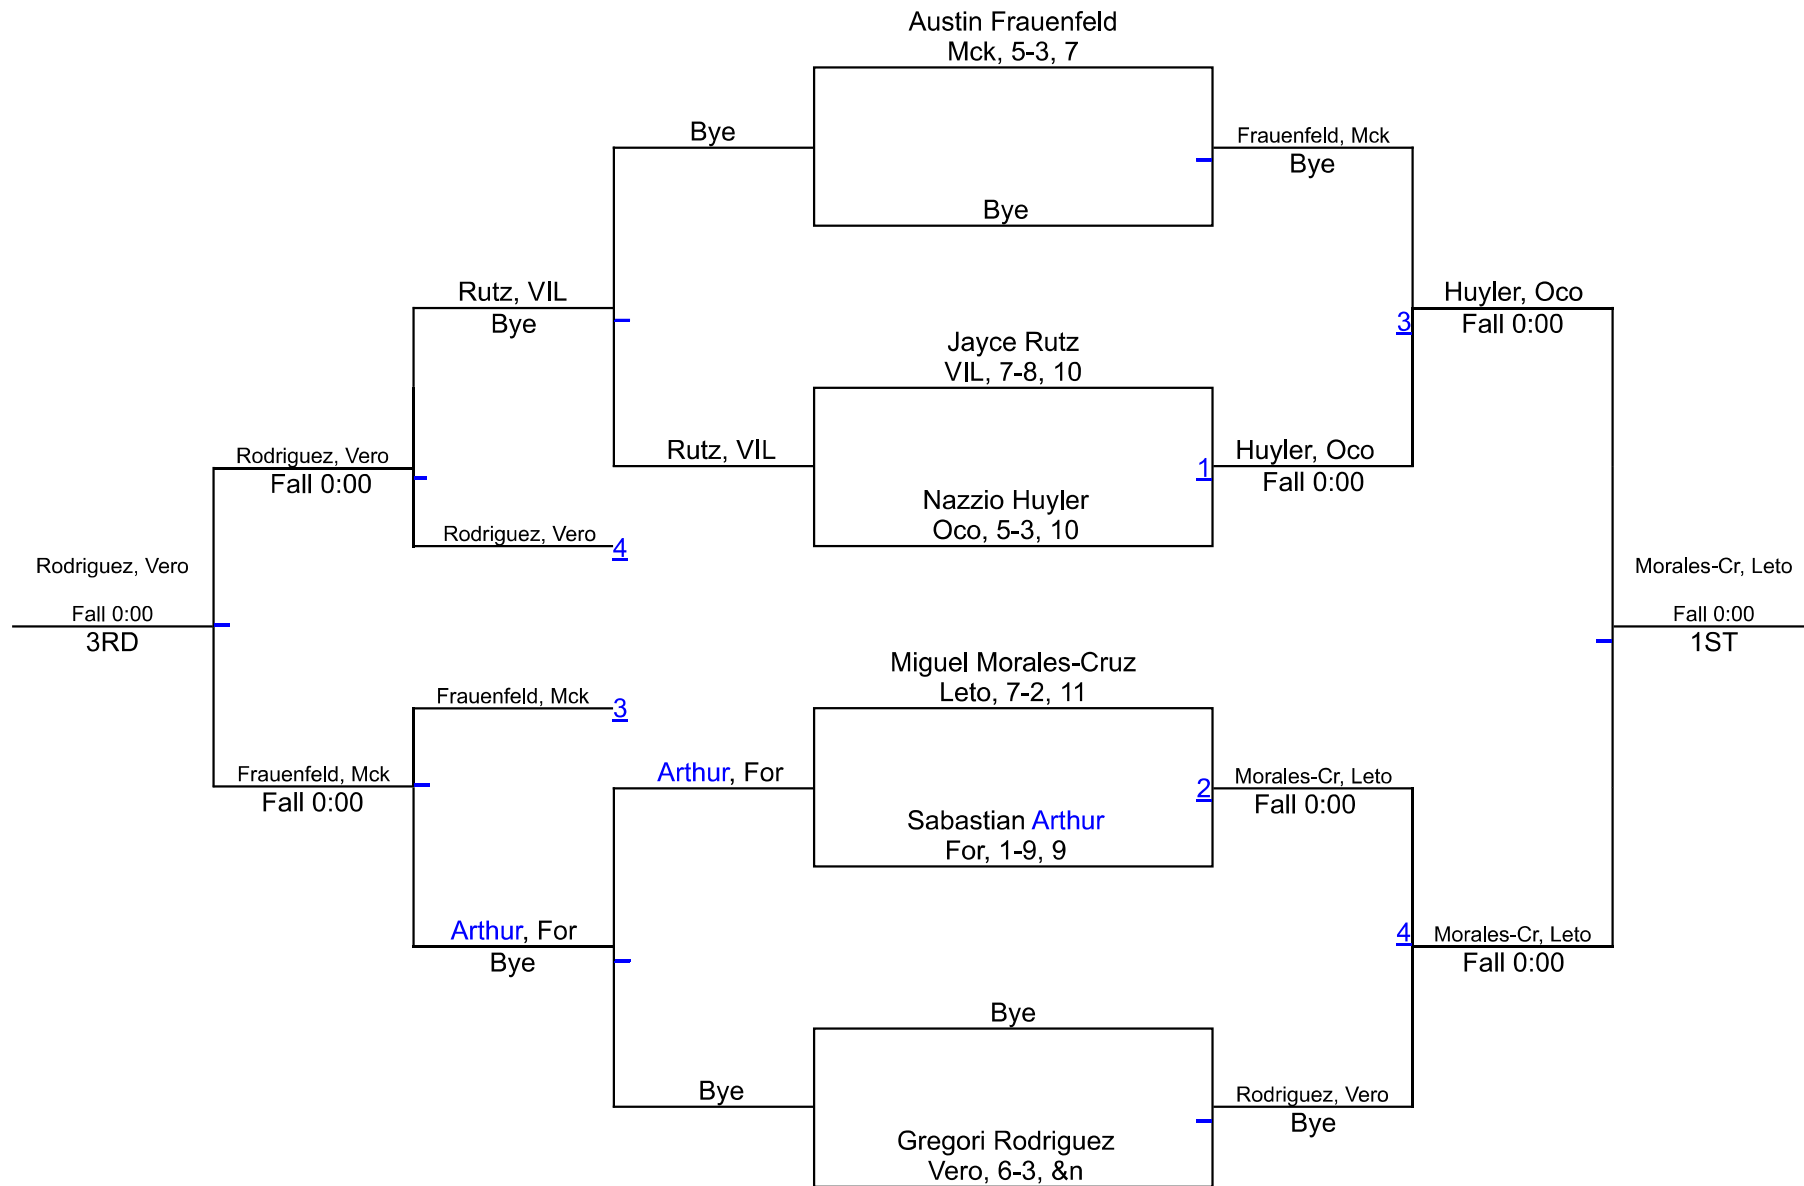 Austin Frauenfeld
Mck, 5-3, 7
Bye
Frauenfeld, Mck
Bye
Bye
Rutz, VIL
Bye
Huyler, Oco
3
Fall 0:00
Jayce Rutz
VIL, 7-8, 10
Rodriguez, Vero
Fall 0:00
Rutz, VIL
1
Huyler, Oco
Fall 0:00
Nazzio Huyler
Oco, 5-3, 10
Rodriguez, Vero
4
Rodriguez, Vero
Fall 0:00
3RD
Morales-Cr, Leto
Fall 0:00
1ST
Miguel Morales-Cruz
Leto, 7-2, 11
Frauenfeld, Mck
3
Frauenfeld, Mck
Fall 0:00
Arthur, For
2
Morales-Cr, Leto
Fall 0:00
Sabastian Arthur
For, 1-9, 9
Arthur, For
Bye
4
Morales-Cr, Leto
Fall 0:00
Bye
Bye
Rodriguez, Vero
Bye
Gregori Rodriguez
Vero, 6-3, &n